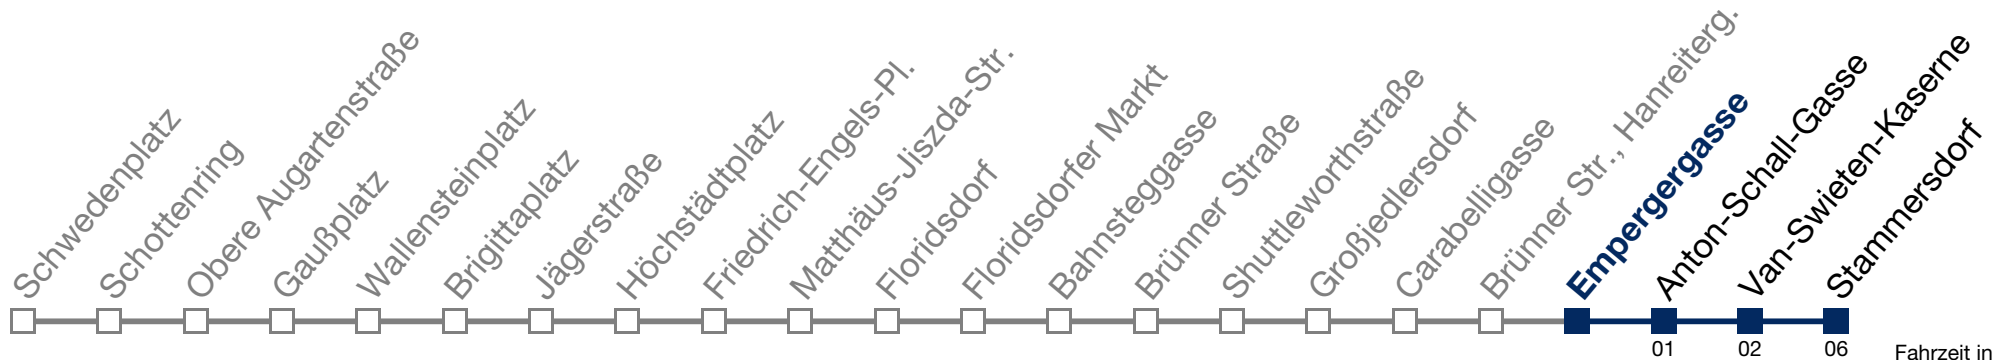 Schwedenplatz
Schottenring
Obere Augartenstraße
Gaußplatz
Wallensteinplatz
Brigittaplatz
Jägerstraße
Höchstädtplatz
Friedrich-Engels-Pl.
Matthäus-Jiszda-Str.
Floridsdorf
Floridsdorfer Markt
Bahnsteggasse
Brünner Straße
Shuttleworthstraße
Großjedlersdorf
Carabelligasse
Brünner Str., Hanreiterg.
Empergergasse
Anton-Schall-Gasse
Van-Swieten-Kaserne
Stammersdorf
01 02 06
Fahrzeit in